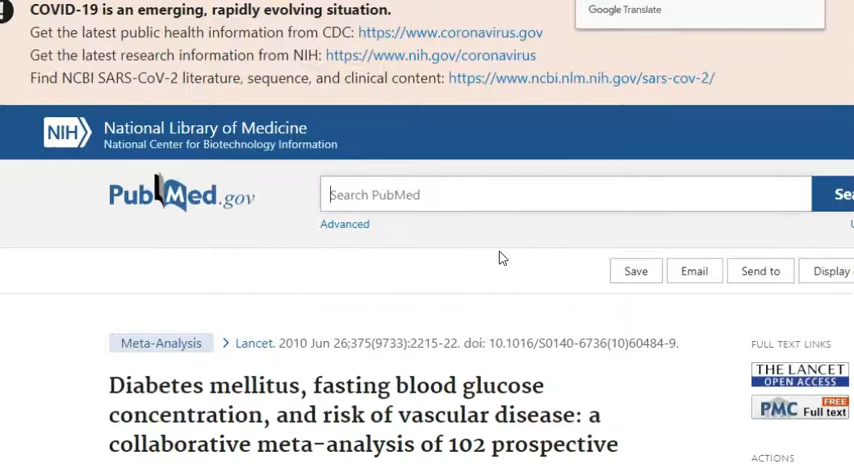 COVID-19 is an emerging, rapidly evolving situation.
Google Translate
Get the latest public health information from CDC: https://www.coronavirus.gov
Get the latest research information from NIH: https://www.nih.gov/coronavirus
Find NCBI SARS-CoV-2 literature, sequence, and clinical content: https://www.ncbi.nlm.nih.gov/sars-cov-2/
NIH National Library of Medicine
National Center for Biotechnology Information
PubMed.gov
Search PubMed
Sea
Advanced
U
Save Email Send to Display
Meta-Analysis > Lancet. 2010 Jun 26;375(9733):2215-22. doi: 10.1016/S0140-6736(10)60484-9.
Diabetes mellitus, fasting blood glucose
concentration, and risk of vascular disease: a
collaborative meta-analysis of 102 prospective
FULL TEXT LINKS
THE LANCET
OPEN ACCESS
PMC FREE Full text
ACTIONS